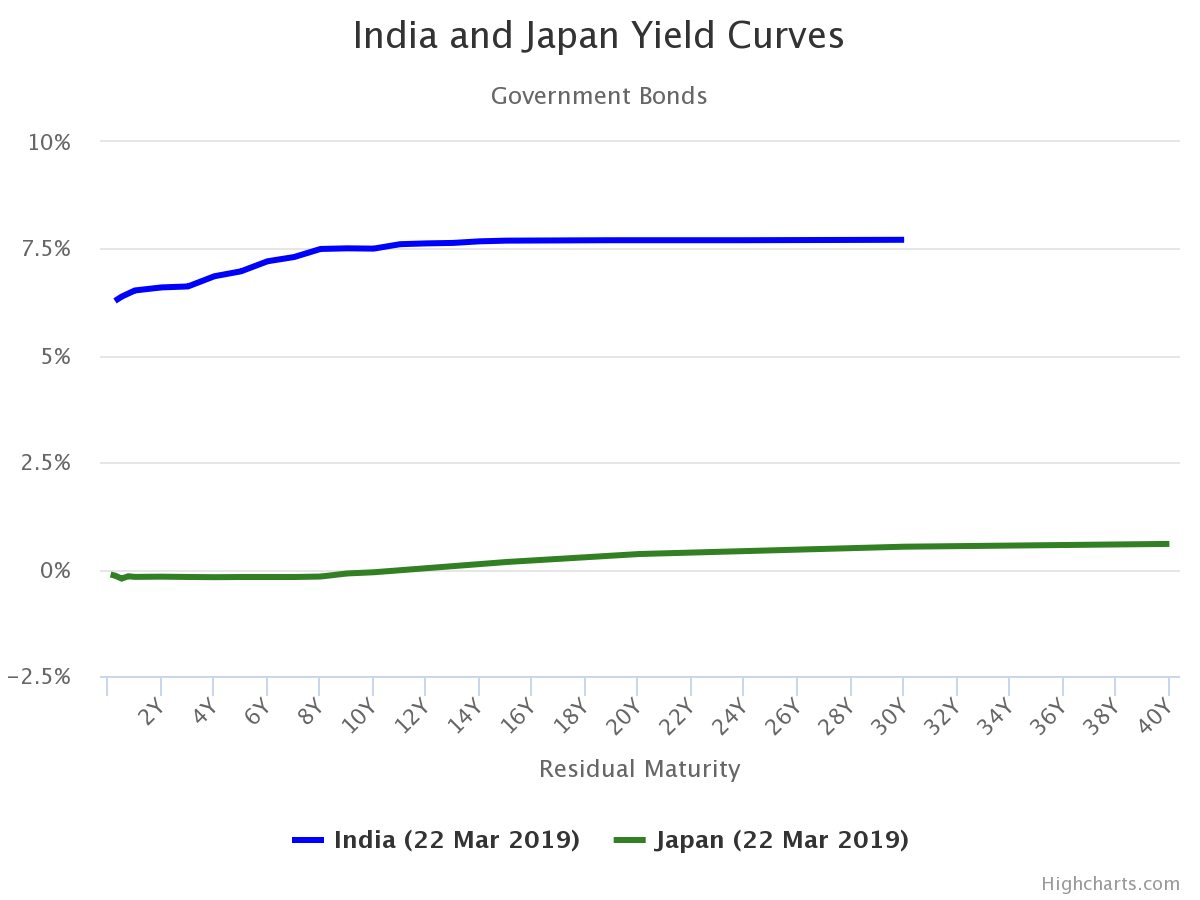 India and Japan Yield Curves
Government Bonds
10%
7.5%
5%
2.5%
0%
−2.5%
2Y 4Y 6Y 8Y 10Y 12Y 14Y 16Y 18Y 20Y 22Y 24Y 26Y 28Y 30Y 32Y 34Y 36Y 38Y 40Y
Residual Maturity
India (22 Mar 2019) Japan (22 Mar 2019)
Highcharts.com